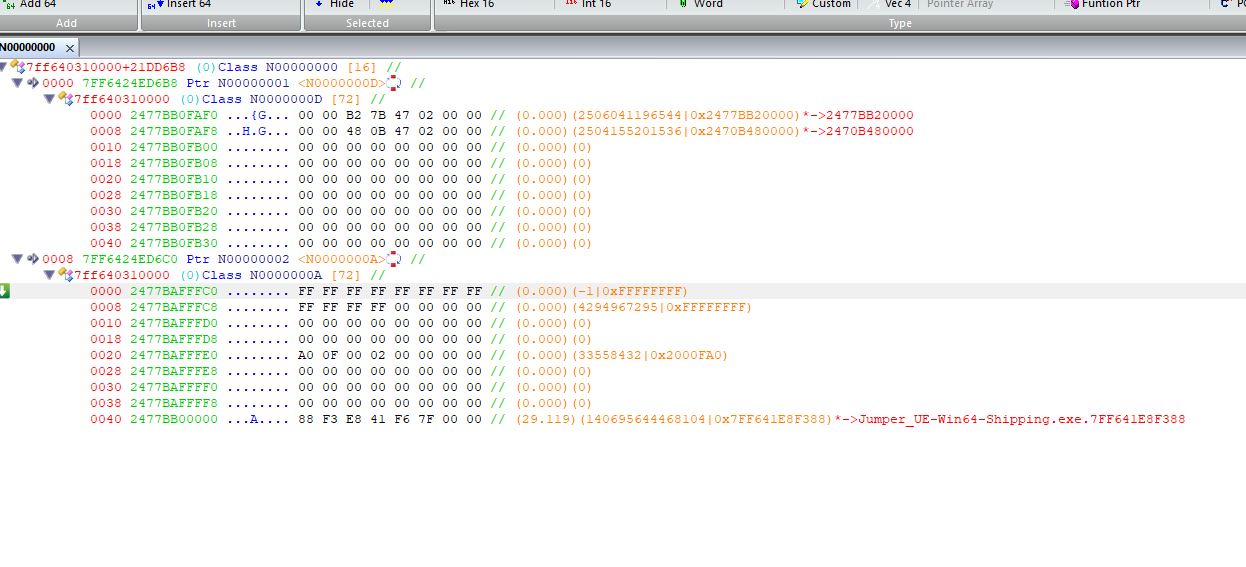 Add 64 Insert 64 Hide Hex 16 Int 16 Word Custom Vec 4 Pointer Array Funtion Ptr
Add Insert Selected Type
N00000000 x
7ff640310000+21DD6B8 (0)Class N00000000 [16] //
0000 7FF6424ED6B8 Ptr N00000001 <N0000000D> //
7ff640310000 (0)Class N0000000D [72] //
0000 2477BB0FAF0 ...{G... 00 00 B2 7B 47 02 00 00 // (0.000)(2506041196544|0x2477BB20000)*->2477BB20000
0008 2477BB0FAF8 ..H.G... 00 00 48 0B 47 02 00 00 // (0.000)(2504155201536|0x2470B480000)*->2470B480000
0010 2477BB0FB00 ........ 00 00 00 00 00 00 00 00 // (0.000)(0)
0018 2477BB0FB08 ........ 00 00 00 00 00 00 00 00 // (0.000)(0)
0020 2477BB0FB10 ........ 00 00 00 00 00 00 00 00 // (0.000)(0)
0028 2477BB0FB18 ........ 00 00 00 00 00 00 00 00 // (0.000)(0)
0030 2477BB0FB20 ........ 00 00 00 00 00 00 00 00 // (0.000)(0)
0038 2477BB0FB28 ........ 00 00 00 00 00 00 00 00 // (0.000)(0)
0040 2477BB0FB30 ........ 00 00 00 00 00 00 00 00 // (0.000)(0)
0008 7FF6424ED6C0 Ptr N00000002 <N0000000A> //
7ff640310000 (0)Class N0000000A [72] //
0000 2477BAFFFC0 ........ FF FF FF FF FF FF FF FF // (0.000)(-1|0xFFFFFFFF)
0008 2477BAFFFC8 ........ FF FF FF FF 00 00 00 00 // (0.000)(4294967295|0xFFFFFFFF)
0010 2477BAFFFD0 ........ 00 00 00 00 00 00 00 00 // (0.000)(0)
0018 2477BAFFFD8 ........ 00 00 00 00 00 00 00 00 // (0.000)(0)
0020 2477BAFFFE0 ........ A0 0F 00 02 00 00 00 00 // (0.000)(33558432|0x2000FA0)
0028 2477BAFFFE8 ........ 00 00 00 00 00 00 00 00 // (0.000)(0)
0030 2477BAFFFF0 ........ 00 00 00 00 00 00 00 00 // (0.000)(0)
0038 2477BAFFFF8 ........ 00 00 00 00 00 00 00 00 // (0.000)(0)
0040 2477BB00000 ...A.... 88 F3 E8 41 F6 7F 00 00 // (29.119)(140695644468104|0x7FF641E8F388)*->Jumper_UE-Win64-Shipping.exe.7FF641E8F388